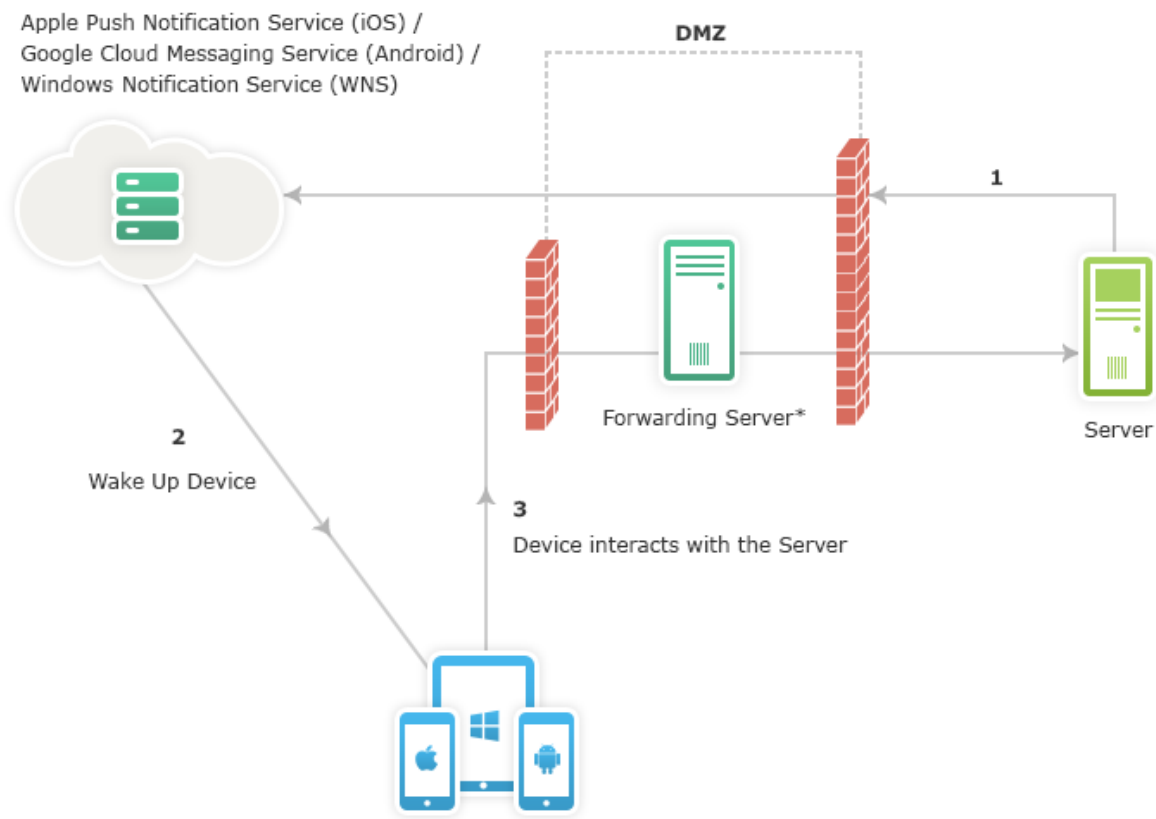 Apple Push Notification Service (iOS) /
Google Cloud Messaging Service (Android) /
Windows Notification Service (WNS)
DMZ
1
Forwarding Server*
Server
2
Wake Up Device
3
Device interacts with the Server